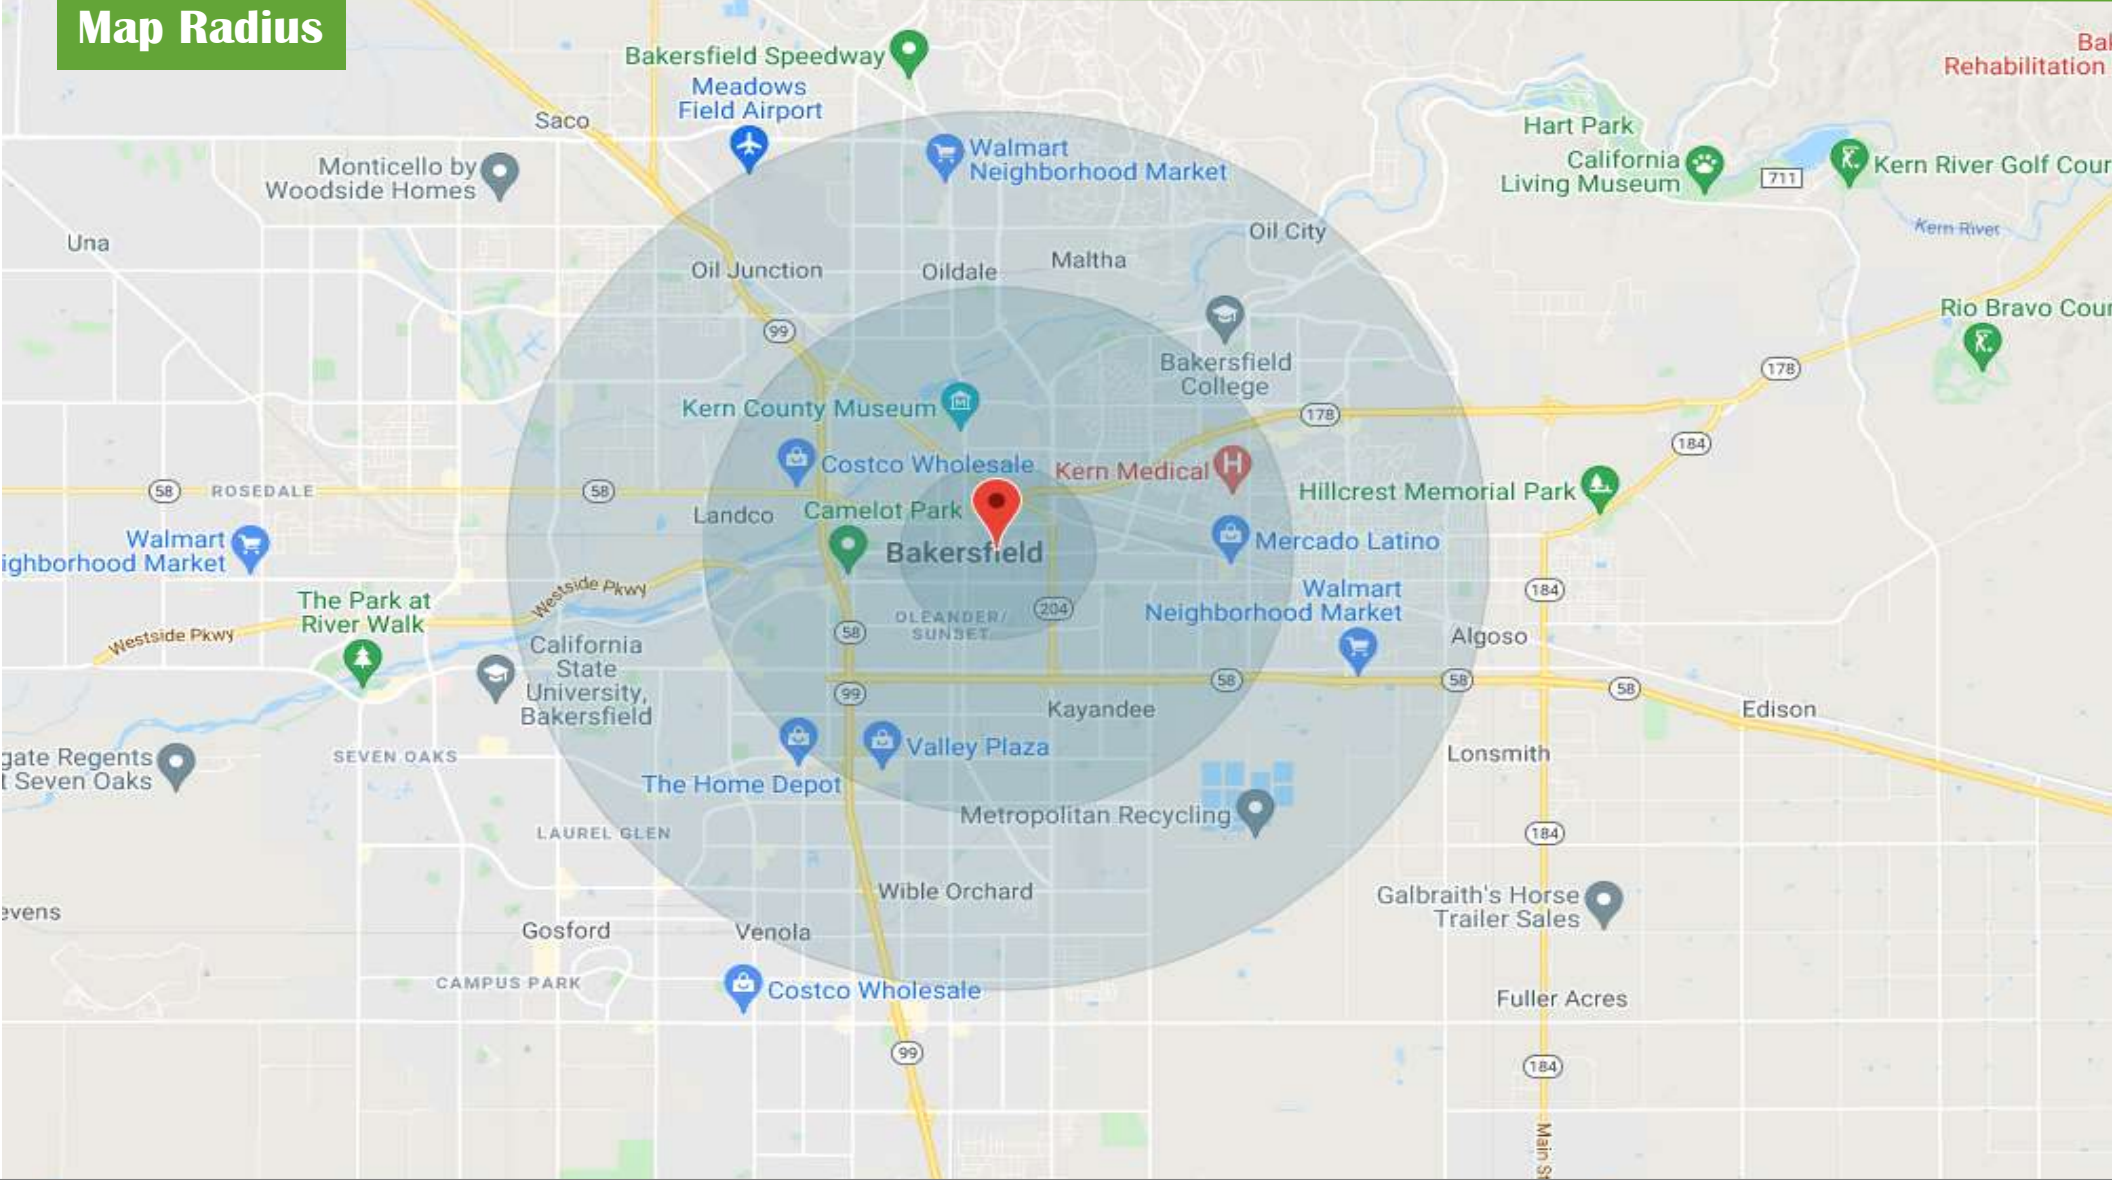 Map Radius
Bakersfield Speedway
Meadows
Field Airport
Saco
Rehabilitation
Walmart
Neighborhood Market
Hart Park
California
Living Museum
711
Kern River Golf Cour
Monticello by
Woodside Homes
Kern River
Oil City
Una
Oil Junction
Oildale
Maltha
99
Rio Bravo Cour
Bakersfield
College
178
178
Kern County Museum
184
Costco Wholesale
Kern Medical
58
ROSEDALE
58
Hillcrest Memorial Park
Landco
Camelot Park
Walmart
ighborhood Market
Bakersfield
Mercado Latino
Westside Pkwy
Walmart
Neighborhood Market
184
The Park at
River Walk
204
OLEANDER/
SUNSET
58
Westside Pkwy
Algoso
California
State
University,
Bakersfield
99
58
58
58
Kayandee
Edison
gate Regents
t Seven Oaks
SEVEN OAKS
Valley Plaza
Lonsmith
The Home Depot
Metropolitan Recycling
LAUREL GLEN
184
Wible Orchard
Galbraith's Horse
Trailer Sales
evens
Gosford
Venola
CAMPUS PARK
Costco Wholesale
Fuller Acres
99
184
Main St